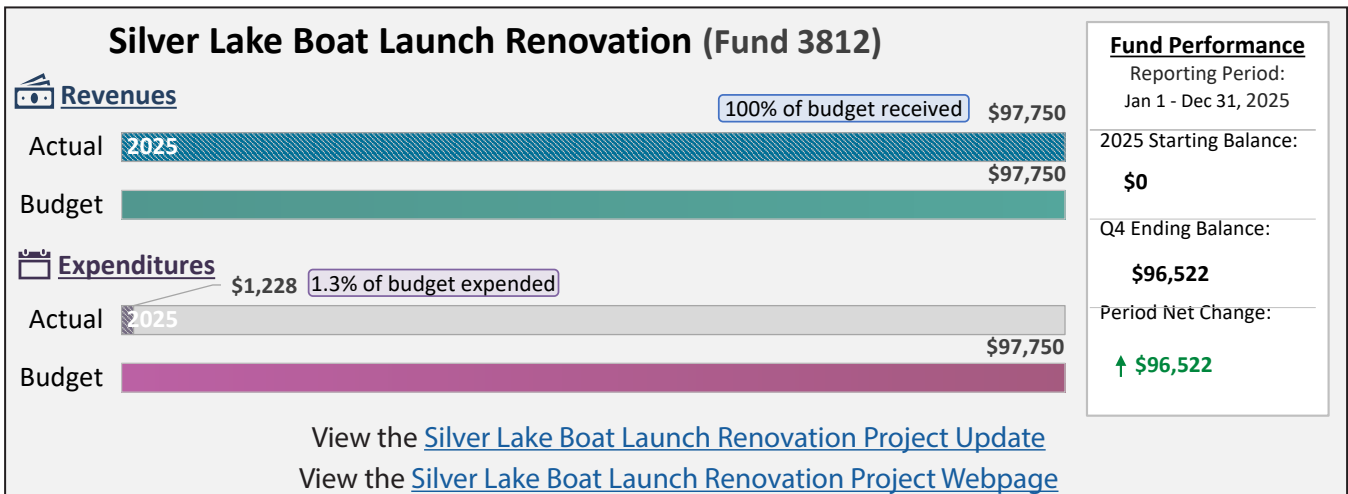 Silver Lake Boat Launch Renovation (Fund 3812)
Revenues
100% of budget received $97,750
Actual 2025
$97,750
Budget
Expenditures
$1,228 1.3% of budget expended
Actual 2025
$97,750
Budget
View the Silver Lake Boat Launch Renovation Project Update
View the Silver Lake Boat Launch Renovation Project Webpage
Fund Performance
Reporting Period:
Jan 1 - Dec 31, 2025
2025 Starting Balance:
$0
Q4 Ending Balance:
$96,522
Period Net Change:
$96,522